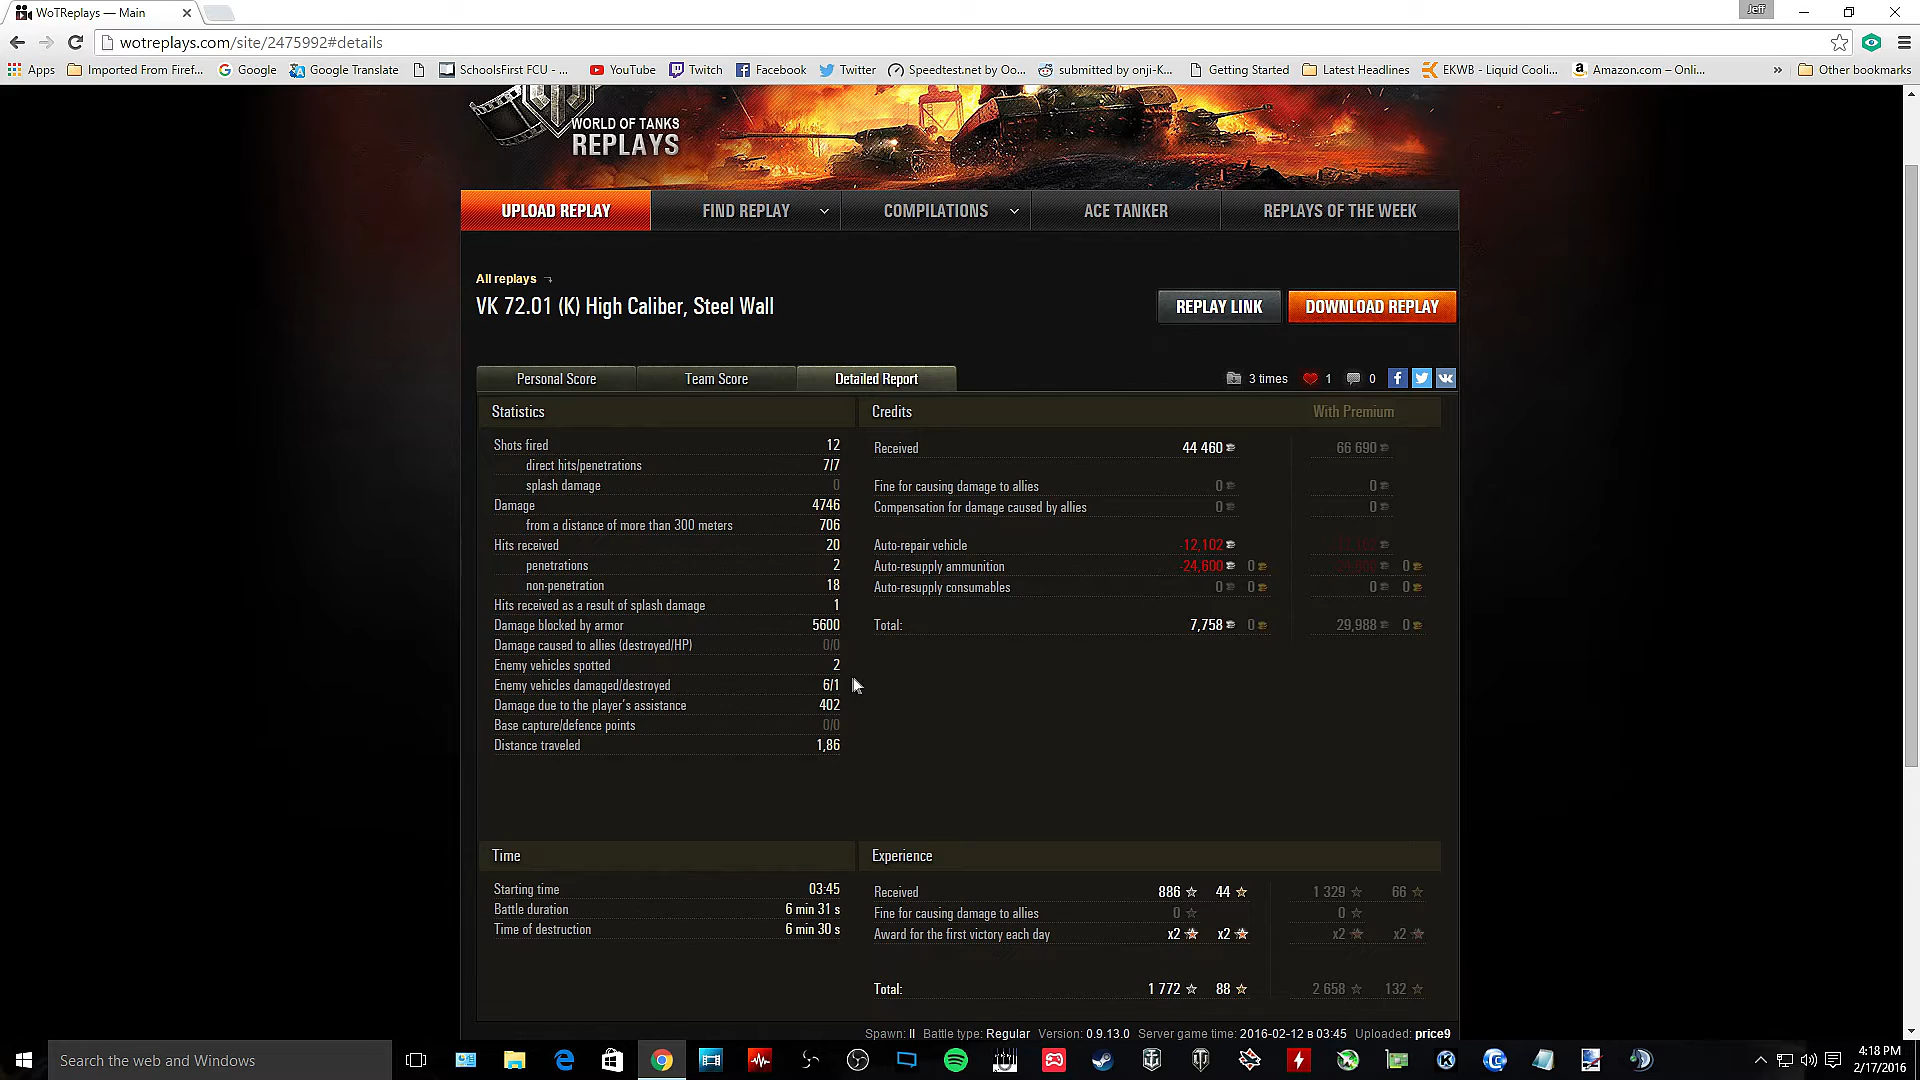 WoTReplays — Main
Jeff
wotreplays.com/site/2475992#details
Apps Imported From Firef... Google Google Translate SchoolsFirst FCU - ... YouTube Twitch Facebook Twitter Speedtest.net by Oo... submitted by onji-K... Getting Started Latest Headlines EKWB - Liquid Cooli... Amazon.com – Onli... » Other bookmarks
WORLD OF TANKS
REPLAYS
UPLOAD REPLAY FIND REPLAY COMPILATIONS ACE TANKER REPLAYS OF THE WEEK
All replays
VK 72.01 (K) High Caliber, Steel Wall
REPLAY LINK DOWNLOAD REPLAY
Personal Score Team Score Detailed Report 3 times 1 0
Statistics
Shots fired 12
direct hits/penetrations 7/7
splash damage 0
Damage 4746
from a distance of more than 300 meters 706
Hits received 20
penetrations 2
non-penetration 18
Hits received as a result of splash damage 1
Damage blocked by armor 5600
Damage caused to allies (destroyed/HP) 0/0
Enemy vehicles spotted 2
Enemy vehicles damaged/destroyed 6/1
Damage due to the player's assistance 402
Base capture/defence points 0/0
Distance traveled 1,86
Credits With Premium
Received 44 460 66 690
Fine for causing damage to allies 0 0
Compensation for damage caused by allies 0 0
Auto-repair vehicle -12,102
Auto-resupply ammunition -24,600 0 0
Auto-resupply consumables 0 0 0 0
Total: 7,758 0 29,988 0
Time
Starting time 03:45
Battle duration 6 min 31 s
Time of destruction 6 min 30 s
Experience
Received 886 44 1 329 66
Fine for causing damage to allies 0 0
Award for the first victory each day x2 x2 x2 x2
Total: 1 772 88 2 658 132
Spawn: II Battle type: Regular Version: 0.9.13.0 Server game time: 2016-02-12 в 03:45 Uploaded: price9
Search the web and Windows
4:18 PM
2/17/2016